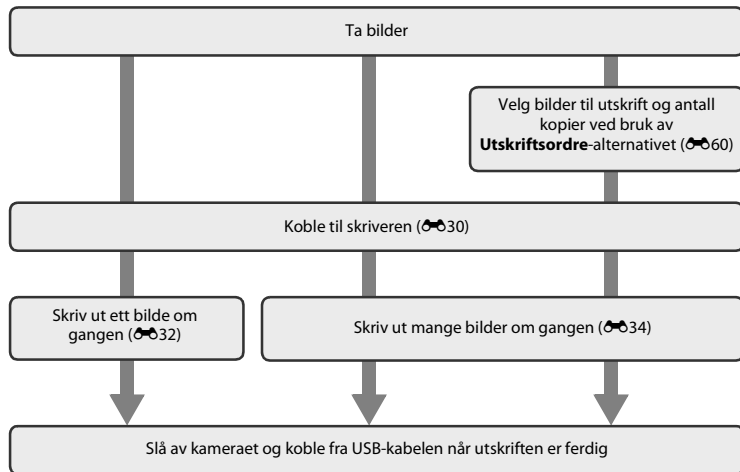 Ta bilder
Velg bilder til utskrift og antall
kopier ved bruk av
Utskriftsordre-alternativet (60)
Koble til skriveren (30)
Skriv ut ett bilde om
gangen (32)
Skriv ut mange bilder om gangen (34)
Slå av kameraet og koble fra USB-kabelen når utskriften er ferdig